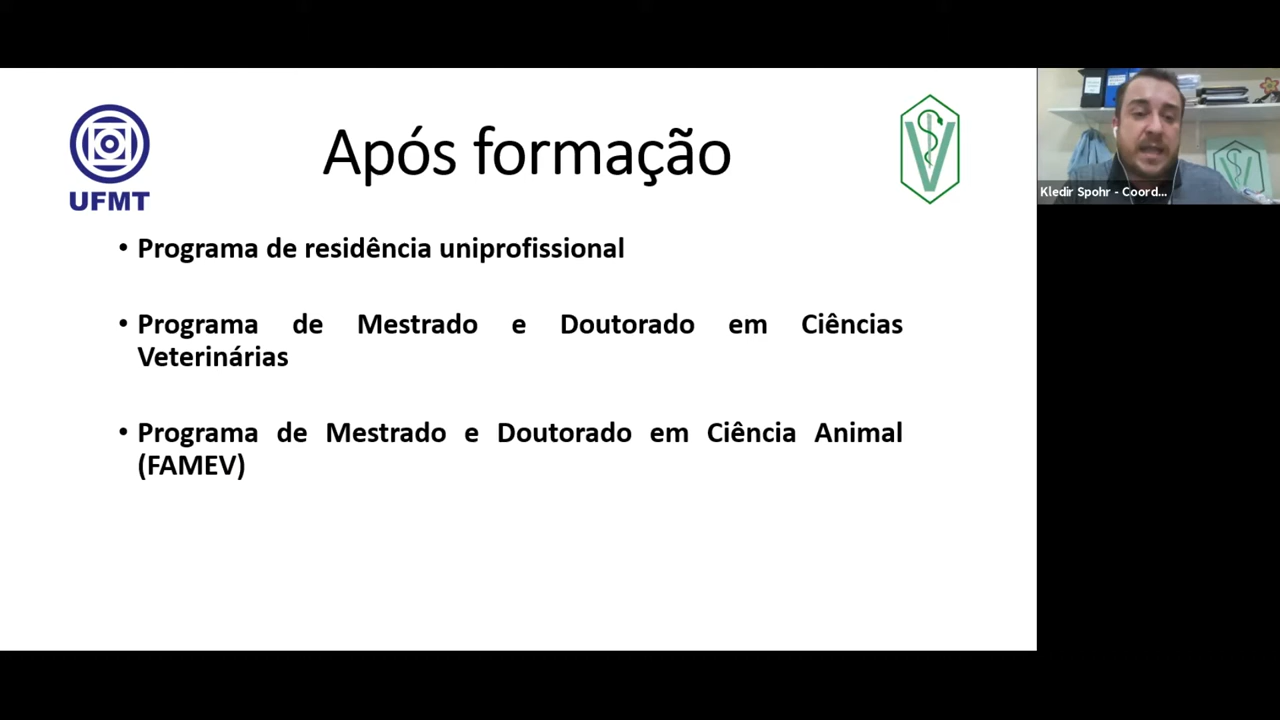 Após formação
UFMT
Kledir Spohr - Coord...
• Programa de residência uniprofissional
• Programa de Mestrado e Doutorado em Ciências
Veterinárias
• Programa de Mestrado e Doutorado em Ciência Animal
(FAMEV)